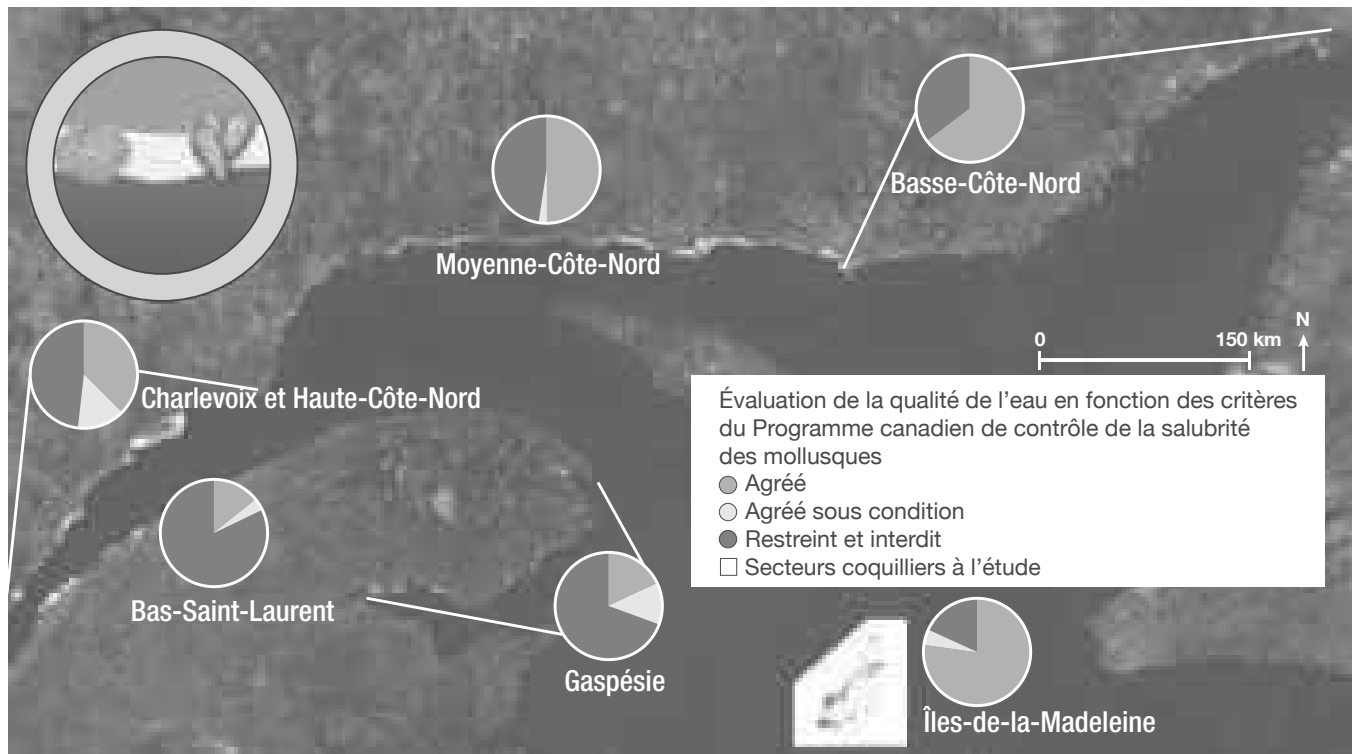 Basse-Côte-Nord
Moyenne-Côte-Nord
0 150 km
N
Charlevoix et Haute-Côte-Nord
Évaluation de la qualité de l'eau en fonction des critères
du Programme canadien de contrôle de la salubrité
des mollusques
Agréé
Agréé sous condition
Restreint et interdit
Secteurs coquilliers à l'étude
Bas-Saint-Laurent
Gaspésie
Îles-de-la-Madeleine